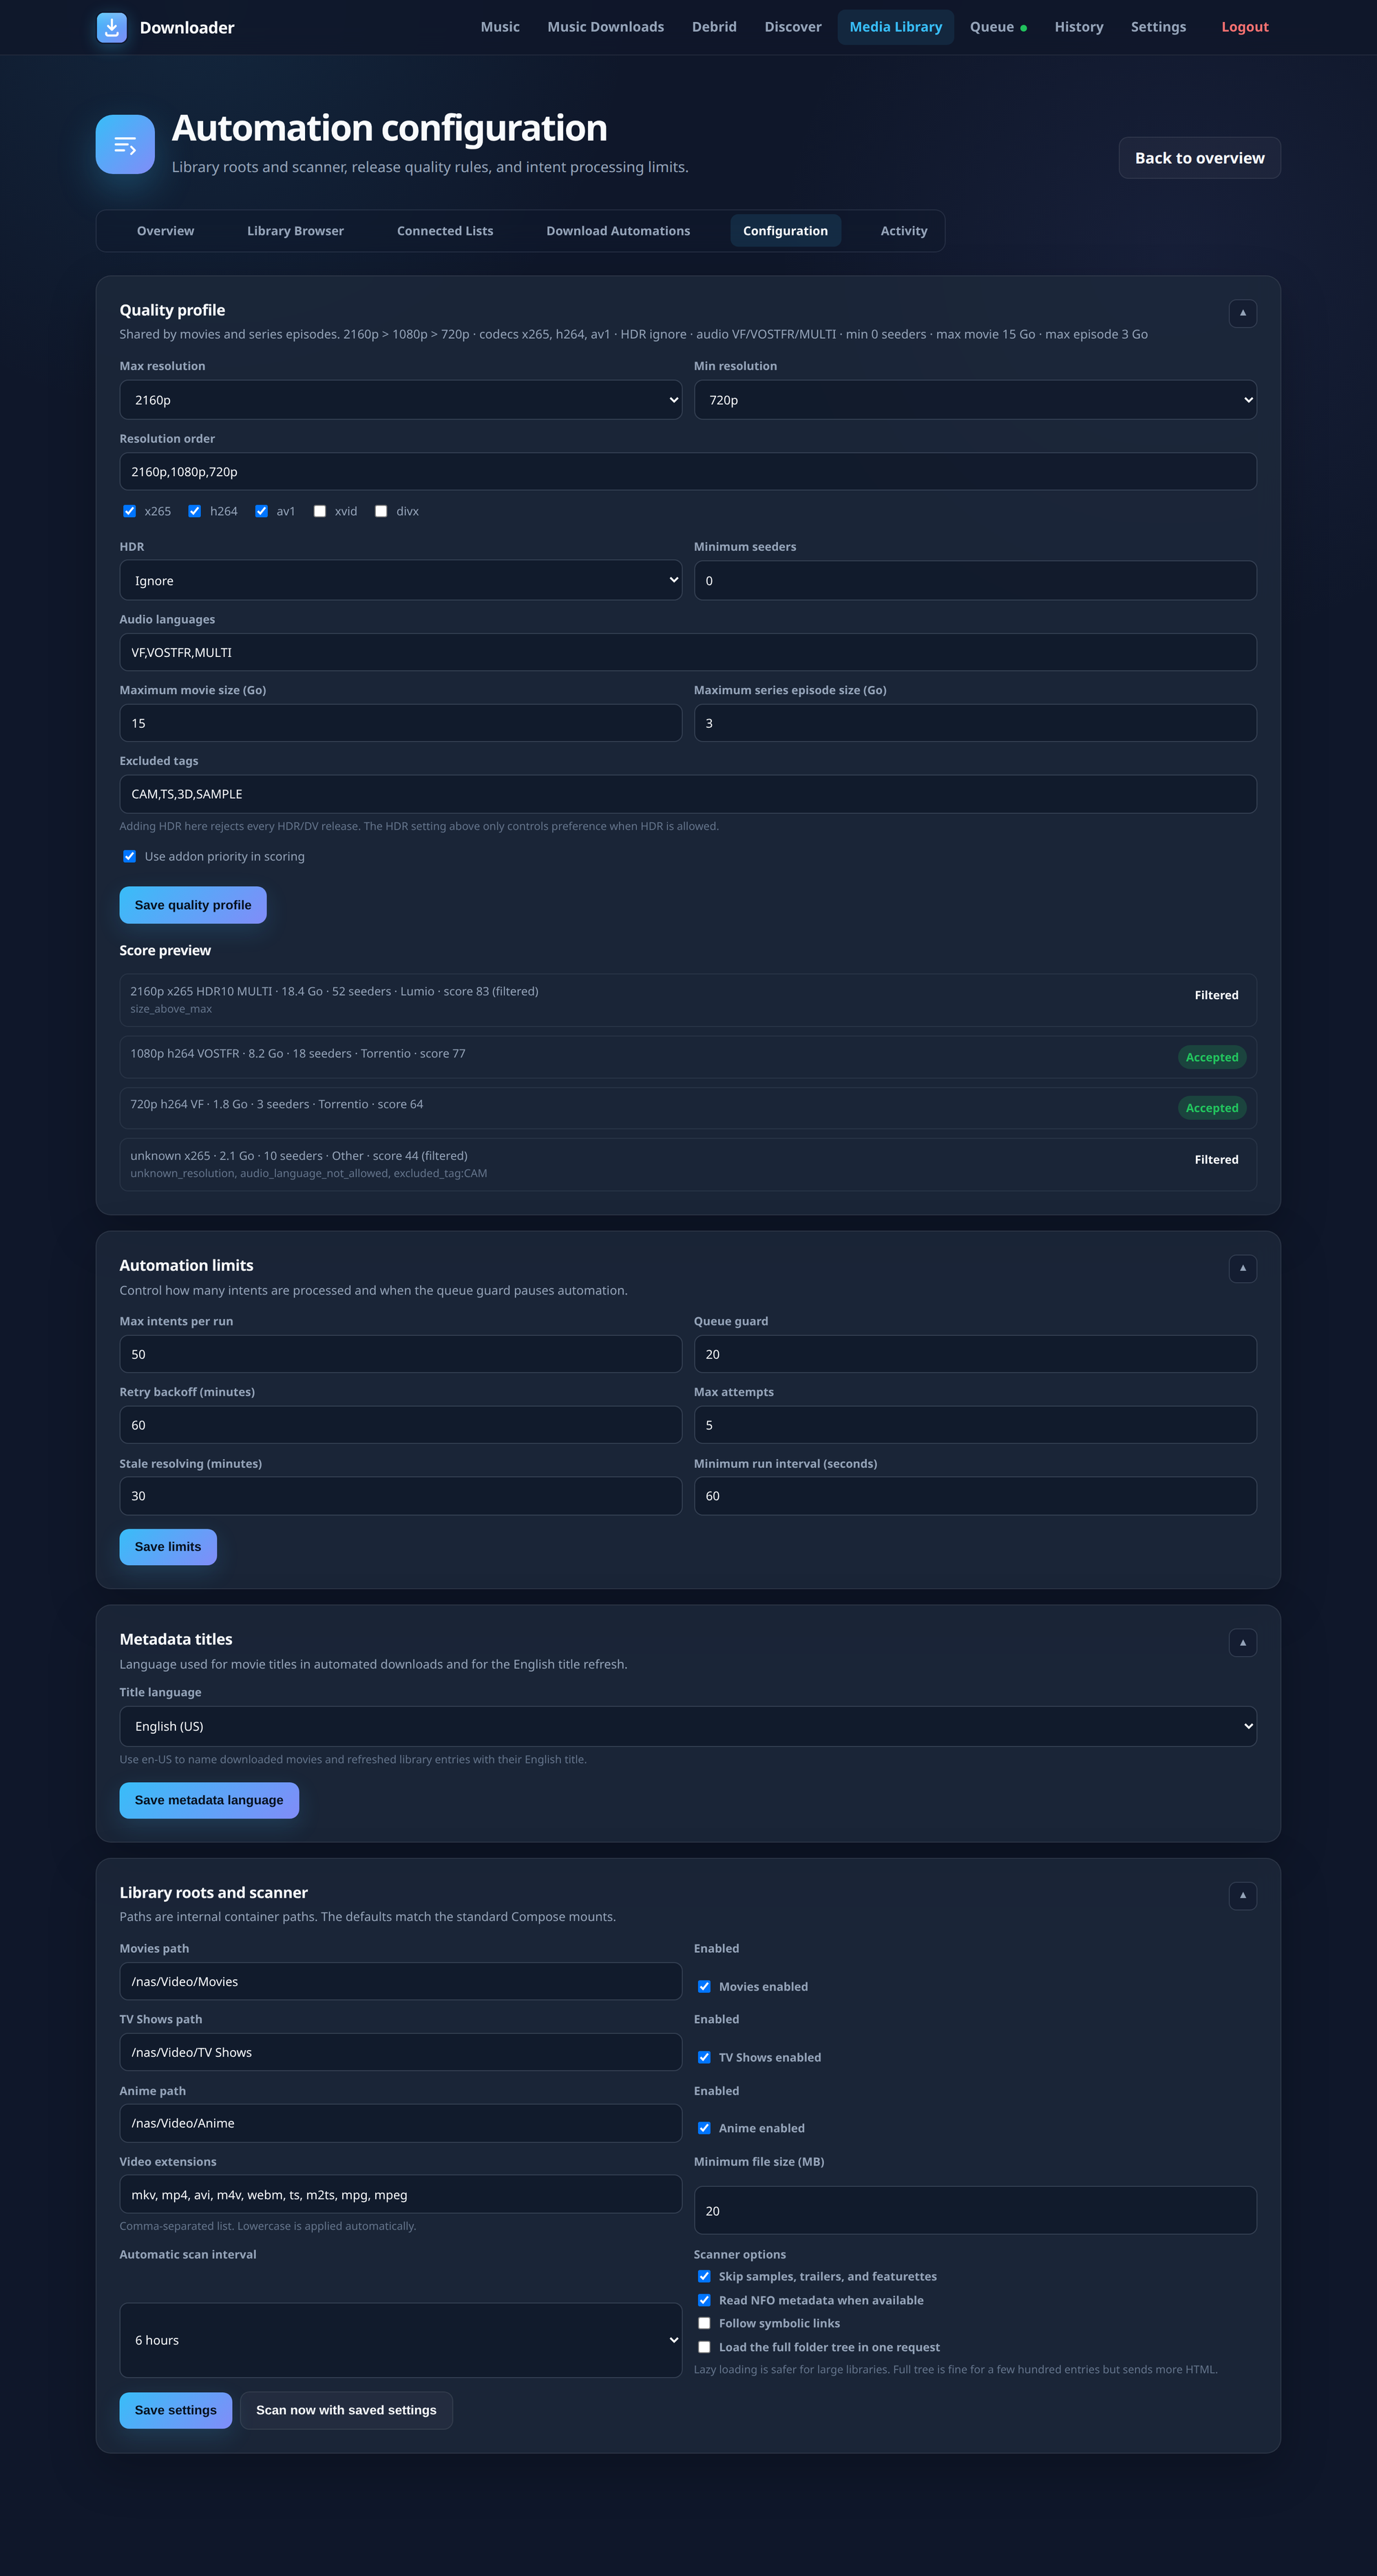 Downloader
Music Music Downloads Debrid Discover Media Library Queue History Settings Logout
Automation configuration
Library roots and scanner, release quality rules, and intent processing limits.
Back to overview
Overview Library Browser Connected Lists Download Automations Configuration Activity
Quality profile
Shared by movies and series episodes. 2160p > 1080p > 720p · codecs x265, h264, av1 · HDR ignore · audio VF/VOSTFR/MULTI · min 0 seeders · max movie 15 Go · max episode 3 Go
Max resolution Min resolution
2160p 720p
Resolution order
2160p,1080p,720p
x265 h264 av1 xvid divx
HDR Minimum seeders
Ignore 0
Audio languages
VF,VOSTFR,MULTI
Maximum movie size (Go) Maximum series episode size (Go)
15 3
Excluded tags
CAM,TS,3D,SAMPLE
Adding HDR here rejects every HDR/DV release. The HDR setting above only controls preference when HDR is allowed.
Use addon priority in scoring
Save quality profile
Score preview
2160p x265 HDR10 MULTI · 18.4 Go · 52 seeders · Lumio · score 83 (filtered) Filtered
size_above_max
1080p h264 VOSTFR · 8.2 Go · 18 seeders · Torrentio · score 77 Accepted
720p h264 VF · 1.8 Go · 3 seeders · Torrentio · score 64 Accepted
unknown x265 · 2.1 Go · 10 seeders · Other · score 44 (filtered) Filtered
unknown_resolution, audio_language_not_allowed, excluded_tag:CAM
Automation limits
Control how many intents are processed and when the queue guard pauses automation.
Max intents per run Queue guard
50 20
Retry backoff (minutes) Max attempts
60 5
Stale resolving (minutes) Minimum run interval (seconds)
30 60
Save limits
Metadata titles
Language used for movie titles in automated downloads and for the English title refresh.
Title language
English (US)
Use en-US to name downloaded movies and refreshed library entries with their English title.
Save metadata language
Library roots and scanner
Paths are internal container paths. The defaults match the standard Compose mounts.
Movies path Enabled
/nas/Video/Movies Movies enabled
TV Shows path Enabled
/nas/Video/TV Shows TV Shows enabled
Anime path Enabled
/nas/Video/Anime Anime enabled
Video extensions Minimum file size (MB)
mkv, mp4, avi, m4v, webm, ts, m2ts, mpg, mpeg 20
Comma-separated list. Lowercase is applied automatically.
Automatic scan interval Scanner options
Skip samples, trailers, and featurettes
Read NFO metadata when available
Follow symbolic links
6 hours Load the full folder tree in one request
Lazy loading is safer for large libraries. Full tree is fine for a few hundred entries but sends more HTML.
Save settings Scan now with saved settings